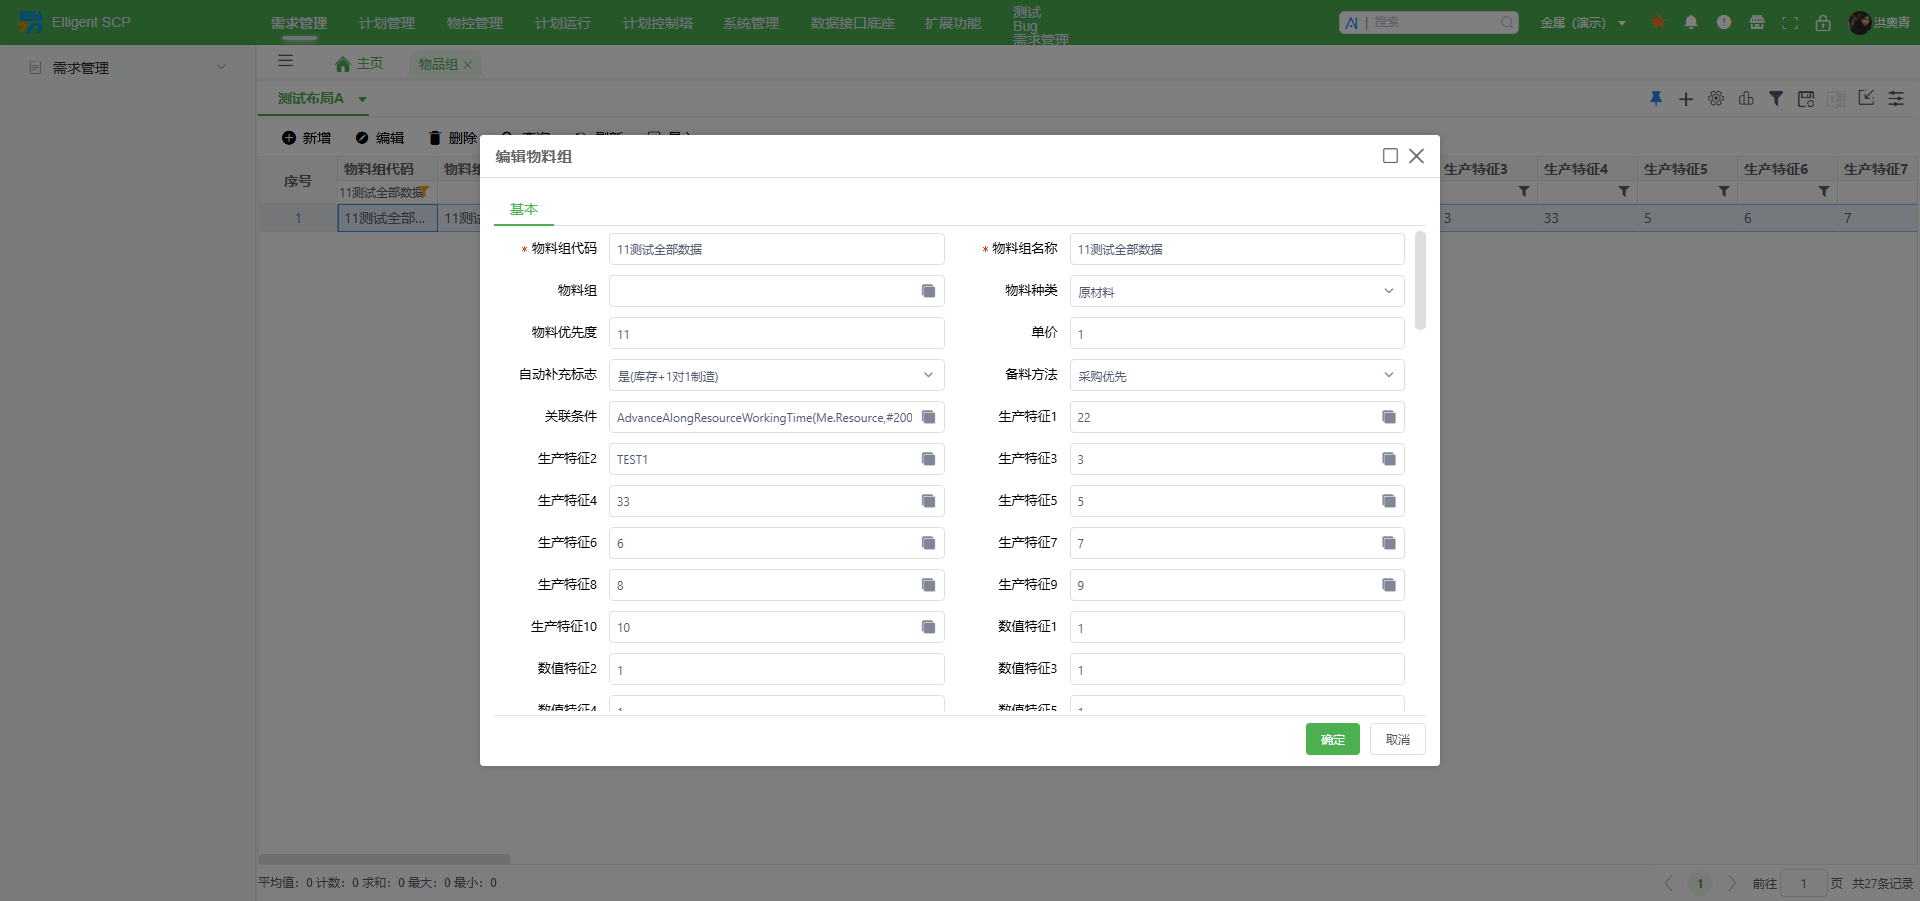 Elligent SCP
需求管理 计划管理 物控管理 计划运行 计划控制塔 系统管理 数据接口底座 扩展功能 测试
Bug
需求管理
AI | 搜索
金属（演示）
洪奥青
需求管理
主页 物品组
测试布局A
新增 编辑 删除
序号 物料组代码 生产特征3 生产特征4 生产特征5 生产特征6 生产特征7
11测试全部数据
1 11测试全部... 11测 3 33 5 6 7
编辑物料组
基本
* 物料组代码 11测试全部数据 * 物料组名称 11测试全部数据
物料组 物料种类 原材料
物料优先度 11 单价 1
自动补充标志 是(库存+1对1制造) 备料方法 采购优先
关联条件 AdvanceAlongResourceWorkingTime(Me.Resource,#200 生产特征1 22
生产特征2 TEST1 生产特征3 3
生产特征4 33 生产特征5 5
生产特征6 6 生产特征7 7
生产特征8 8 生产特征9 9
生产特征10 10 数值特征1 1
数值特征2 1 数值特征3 1
数值特征4 1 数值特征5 1
确定 取消
平均值：0 计数：0 求和：0 最大：0 最小：0
1 前往 1 页 共27条记录